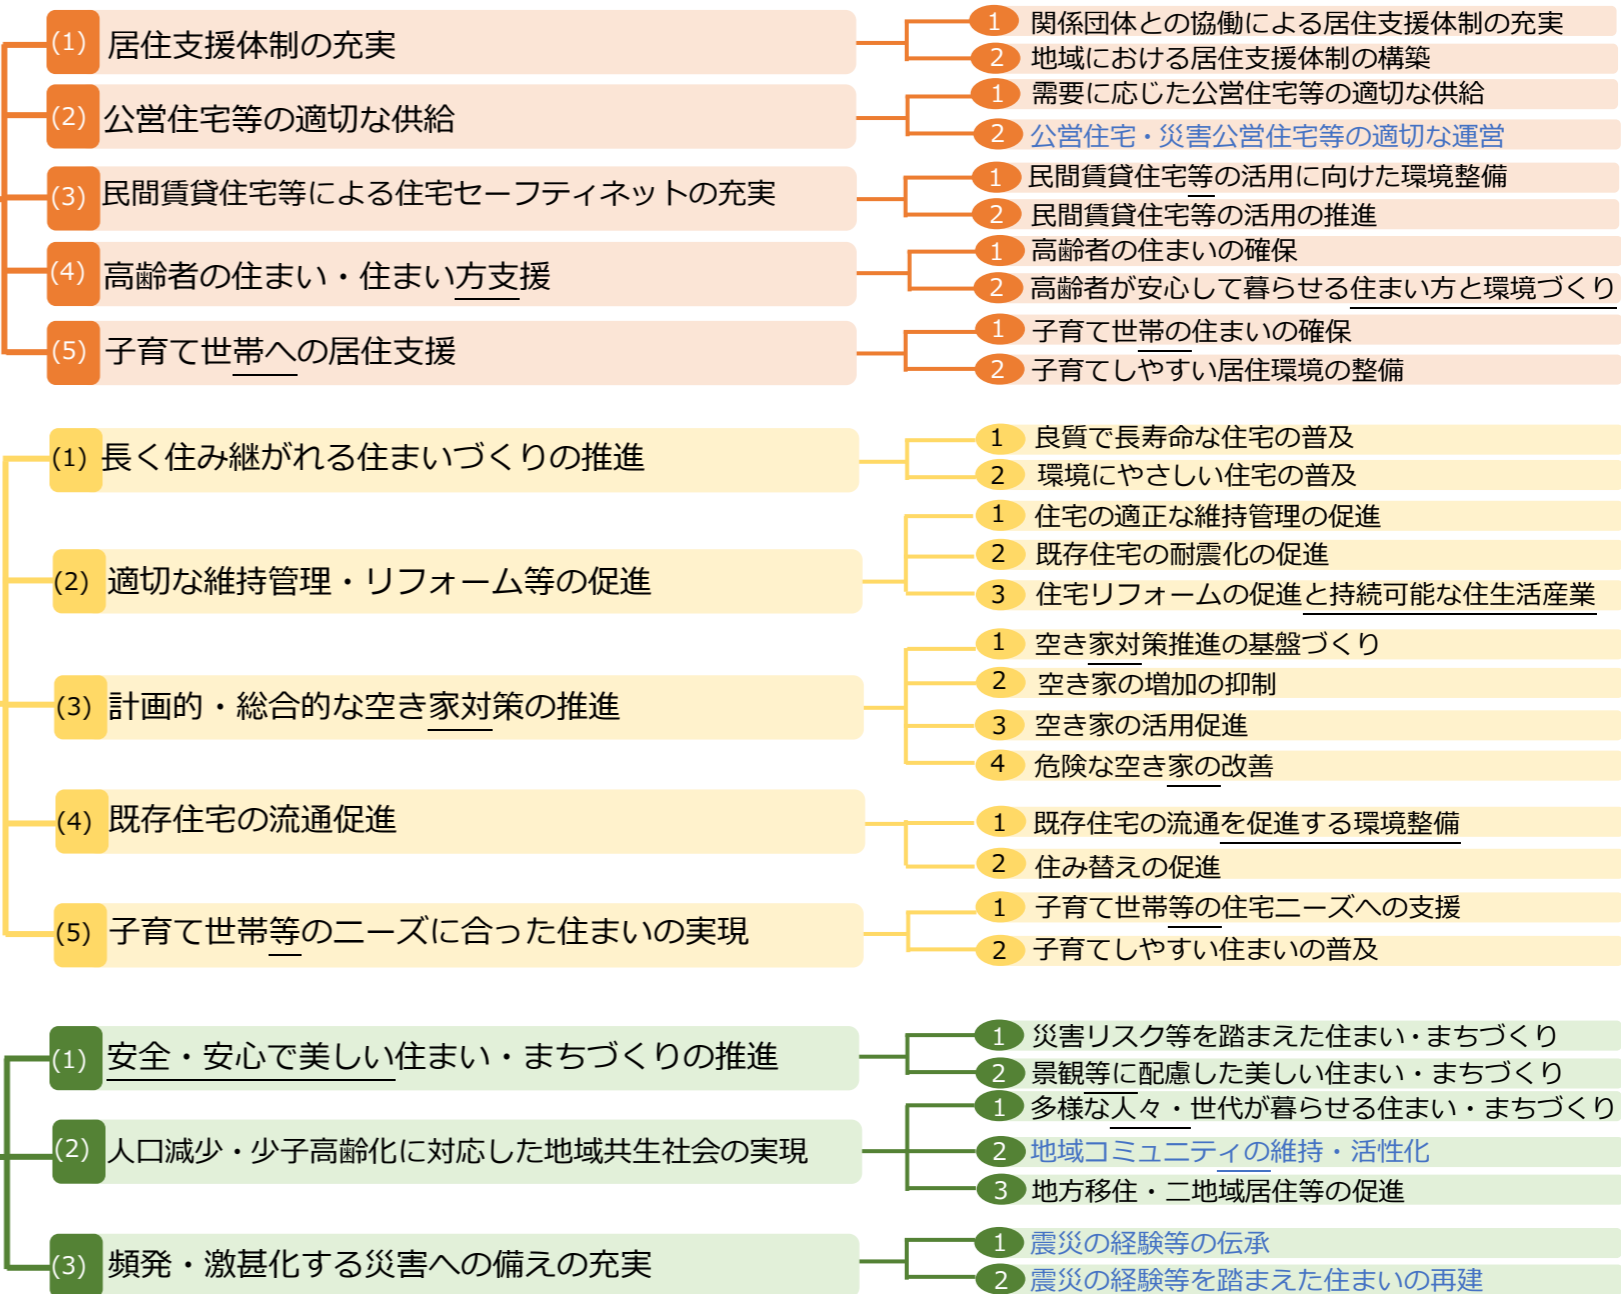 (1) 居住支援体制の充実
1 関係団体との協働による居住支援体制の充実
2 地域における居住支援体制の構築
(2) 公営住宅等の適切な供給
1 需要に応じた公営住宅等の適切な供給
2 公営住宅・災害公営住宅等の適切な運営
(3) 民間賃貸住宅等による住宅セーフティネットの充実
1 民間賃貸住宅等の活用に向けた環境整備
2 民間賃貸住宅等の活用の推進
(4) 高齢者の住まい・住まい方支援
1 高齢者の住まいの確保
2 高齢者が安心して暮らせる住まい方と環境づくり
(5) 子育て世帯への居住支援
1 子育て世帯の住まいの確保
2 子育てしやすい居住環境の整備
(1) 長く住み継がれる住まいづくりの推進
1 良質で長寿命な住宅の普及
2 環境にやさしい住宅の普及
(2) 適切な維持管理・リフォーム等の促進
1 住宅の適正な維持管理の促進
2 既存住宅の耐震化の促進
3 住宅リフォームの促進と持続可能な住生活産業
(3) 計画的・総合的な空き家対策の推進
1 空き家対策推進の基盤づくり
2 空き家の増加の抑制
3 空き家の活用促進
4 危険な空き家の改善
(4) 既存住宅の流通促進
1 既存住宅の流通を促進する環境整備
2 住み替えの促進
(5) 子育て世帯等のニーズに合った住まいの実現
1 子育て世帯等の住宅ニーズへの支援
2 子育てしやすい住まいの普及
(1) 安全・安心で美しい住まい・まちづくりの推進
1 災害リスク等を踏まえた住まい・まちづくり
2 景観等に配慮した美しい住まい・まちづくり
(2) 人口減少・少子高齢化に対応した地域共生社会の実現
1 多様な人々・世代が暮らせる住まい・まちづくり
2 地域コミュニティの維持・活性化
3 地方移住・二地域居住等の促進
(3) 頻発・激甚化する災害への備えの充実
1 震災の経験等の伝承
2 震災の経験等を踏まえた住まいの再建